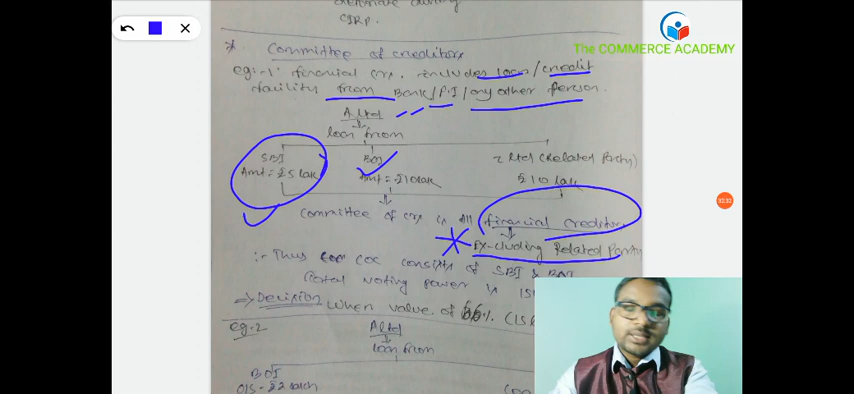 CIRP.
The COMMERCE ACADEMY
* Committee of creditors
eg:-1. financial crs. includes loan/credit
facility from Bank/F.I/any other person.
A ltd
loan from
SBI
BOI
Z ltd (Related Party)
Amt = ₹5 lak
Amt = ₹10 lak
₹10 lak
Committee of crs is all financial creditors
Excluding Related Party
:- Thus COC consists of SBI & BOI
Total voting power is 15
⇒ Decision When value of 66%
eg.2
A ltd
loan from
BOI
O/S - ₹2 lakh